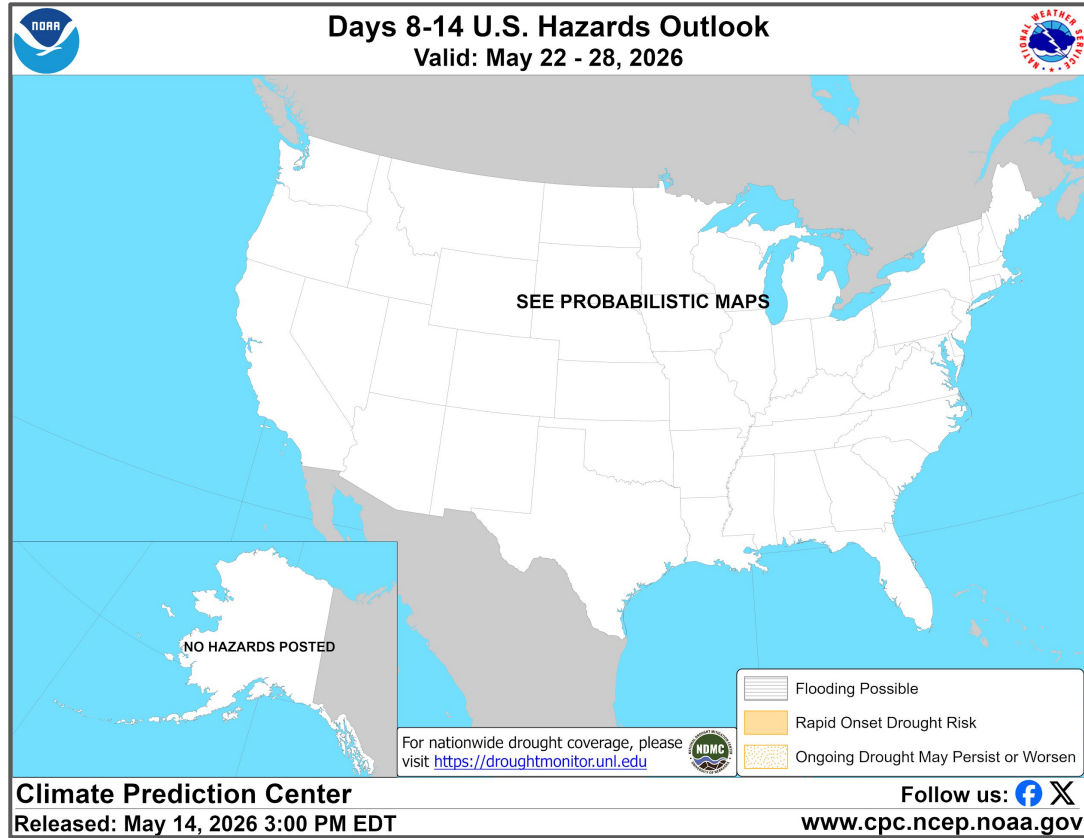 NOAA
Days 8-14 U.S. Hazards Outlook
Valid: May 22 - 28, 2026
NATIONAL WEATHER SERVICE
SEE PROBABILISTIC MAPS
NO HAZARDS POSTED
Flooding Possible
Rapid Onset Drought Risk
Ongoing Drought May Persist or Worsen
For nationwide drought coverage, please
visit https://droughtmonitor.unl.edu
NDMC
Climate Prediction Center
Follow us:
Released: May 14, 2026 3:00 PM EDT
www.cpc.ncep.noaa.gov